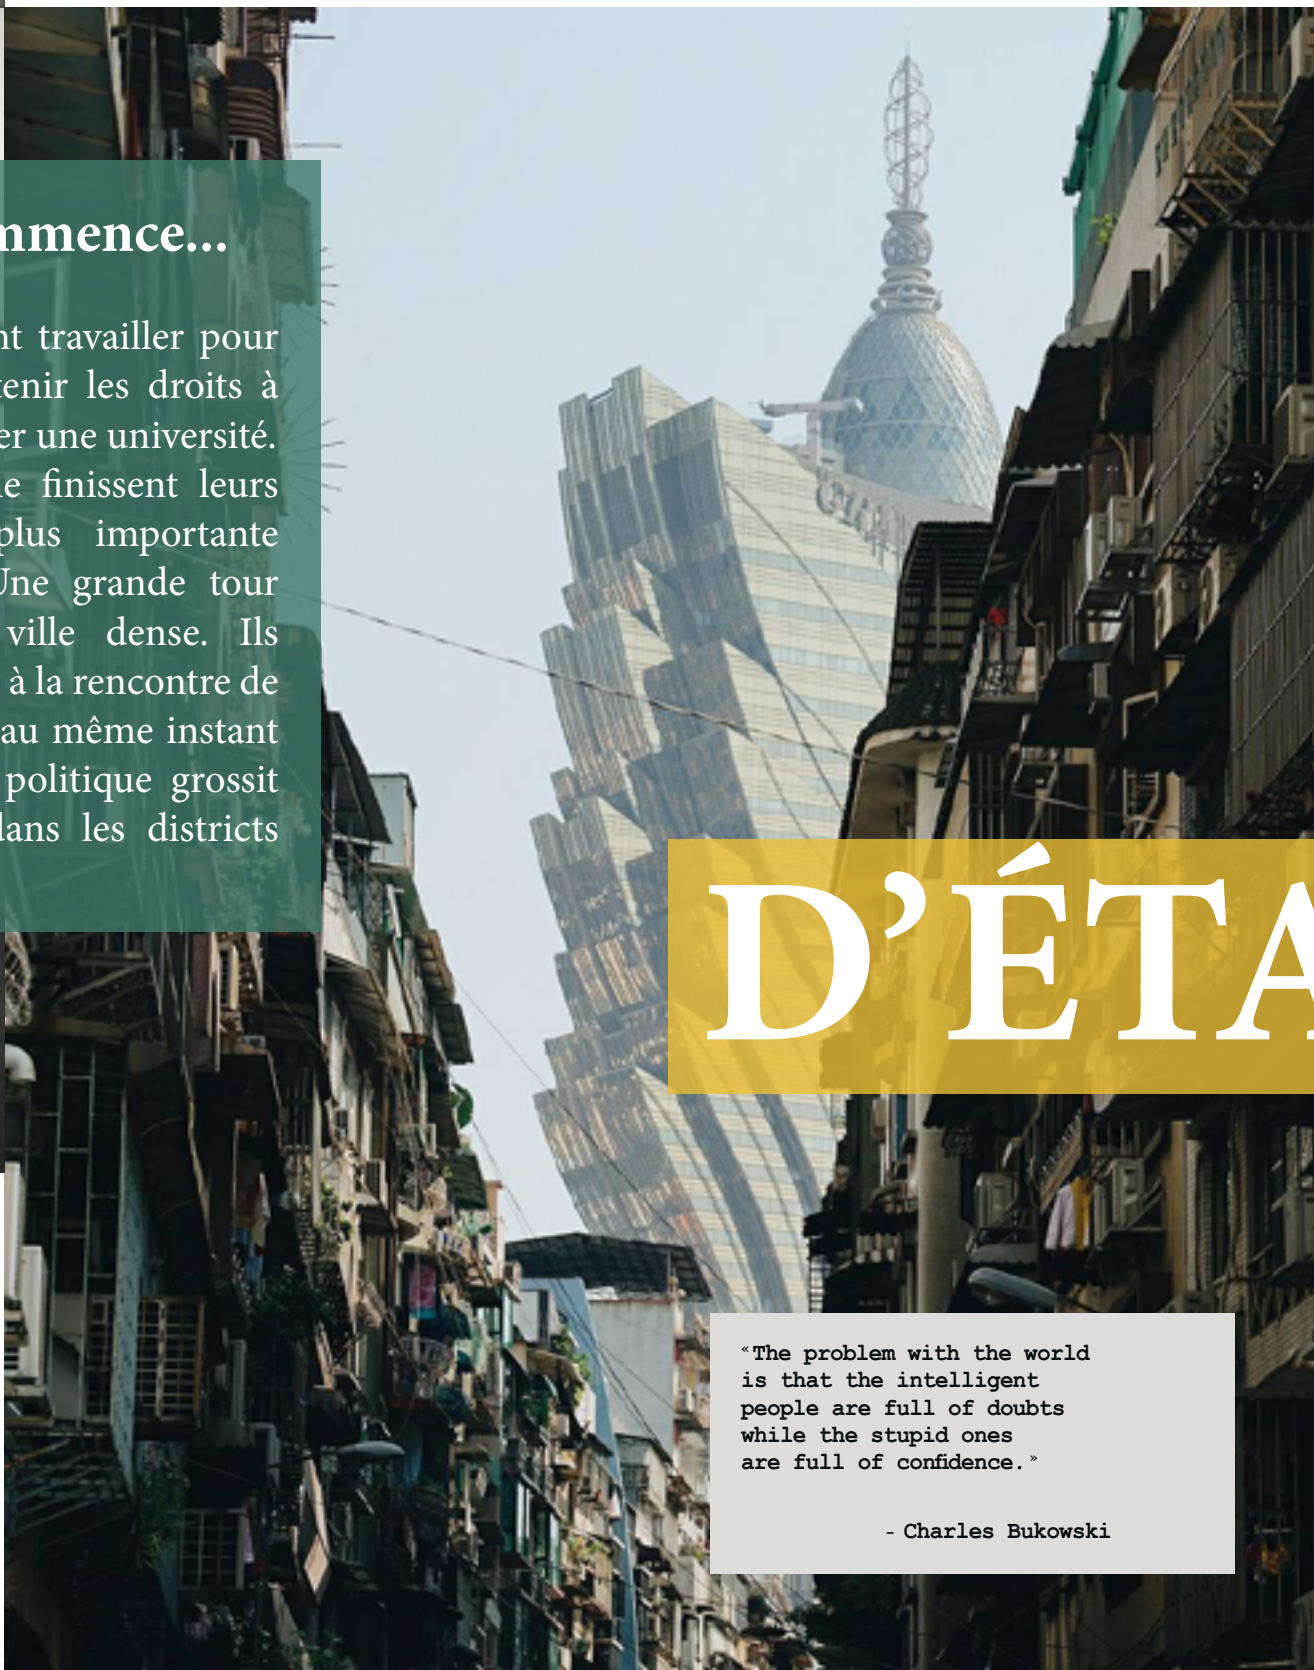 mmence...
nt travailler pour
tenir les droits à
er une université.
le finissent leurs
plus importante
Une grande tour
ville dense. Ils
à la rencontre de
au même instant
politique grossit
dans les districts
D’ÉTA
«The problem with the world
is that the intelligent
people are full of doubts
while the stupid ones
are full of confidence.»
- Charles Bukowski